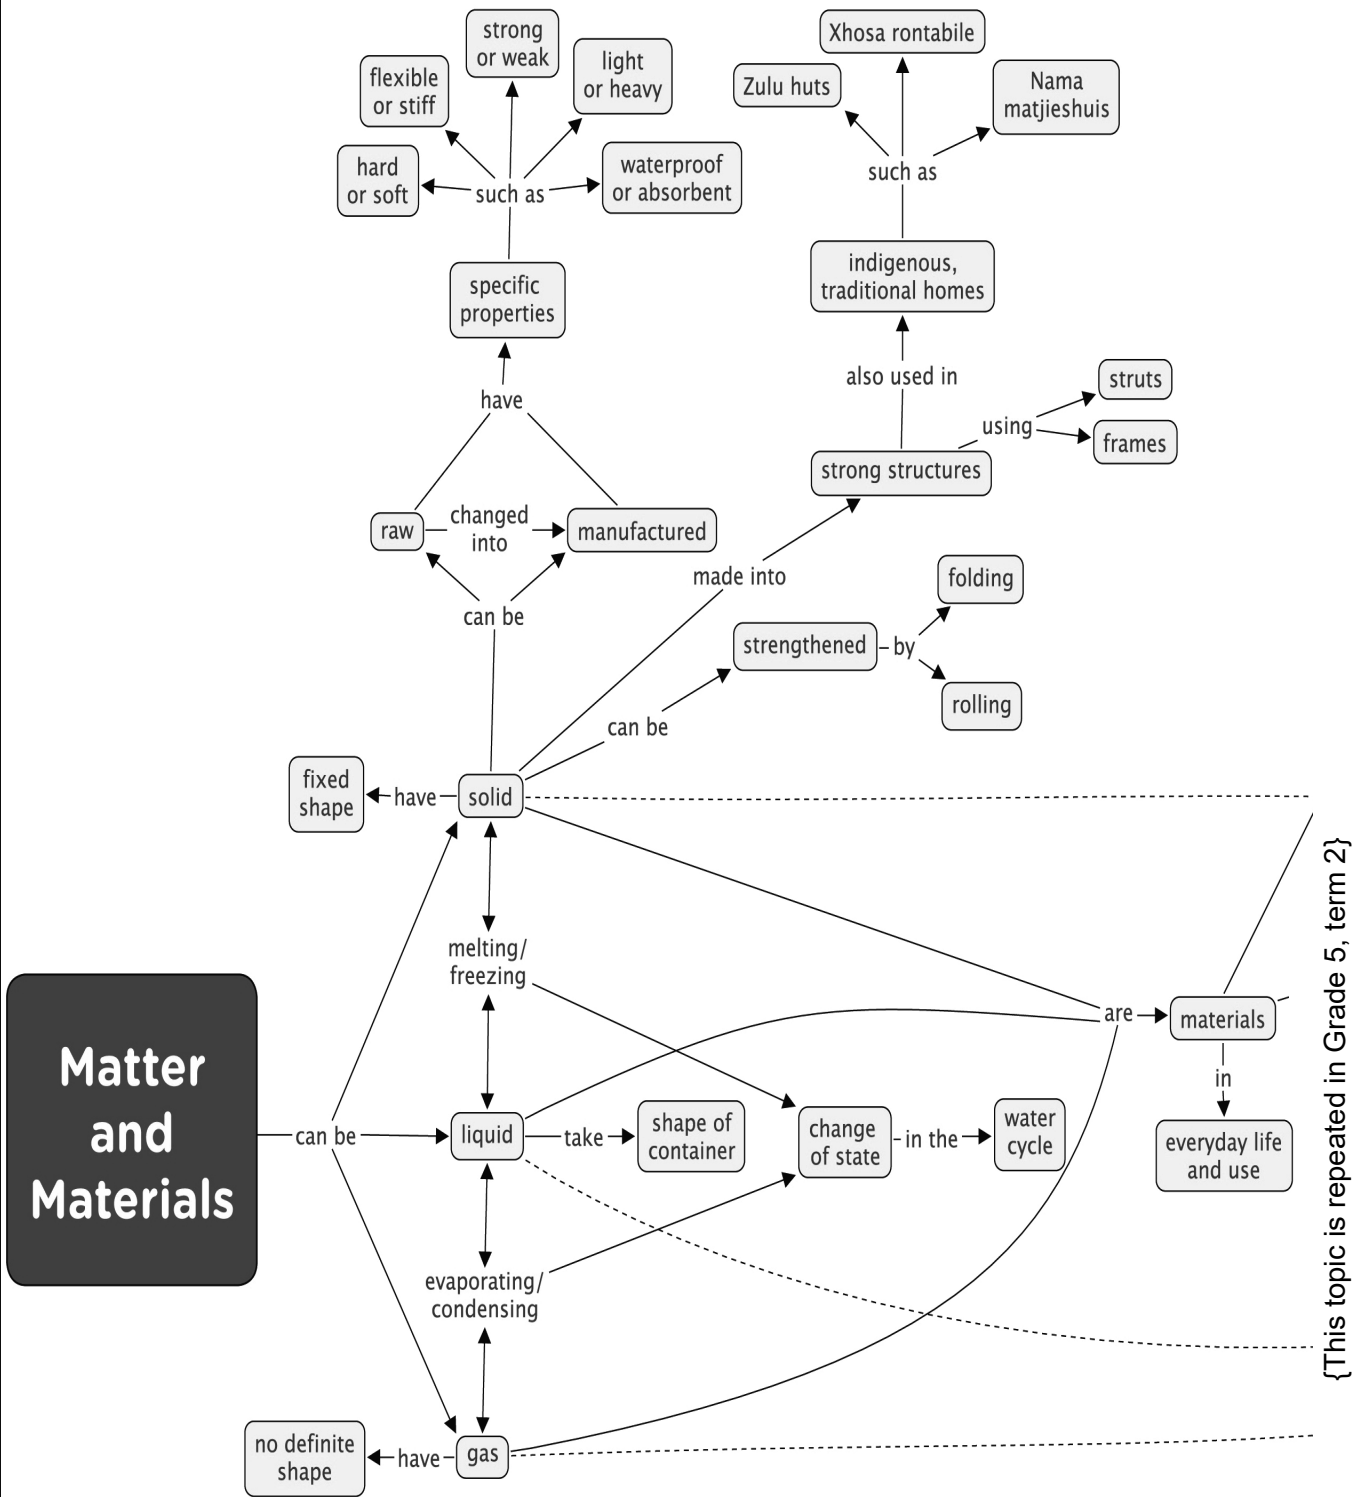 strong
or weak
light
or heavy
flexible
or stiff
hard
or soft
such as
waterproof
or absorbent
specific
properties
have
raw
changed
into
manufactured
can be
Xhosa rontabile
Zulu huts
Nama
matjieshuis
such as
indigenous,
traditional homes
also used in
struts
using
frames
strong structures
made into
folding
strengthened
by
rolling
can be
fixed
shape
have
solid
melting/
freezing
are
materials
in
everyday life
and use
Matter
and
Materials
can be
liquid
take
shape of
container
change
of state
in the
water
cycle
evaporating/
condensing
no definite
shape
have
gas
{This topic is repeated in Grade 5, term 2}